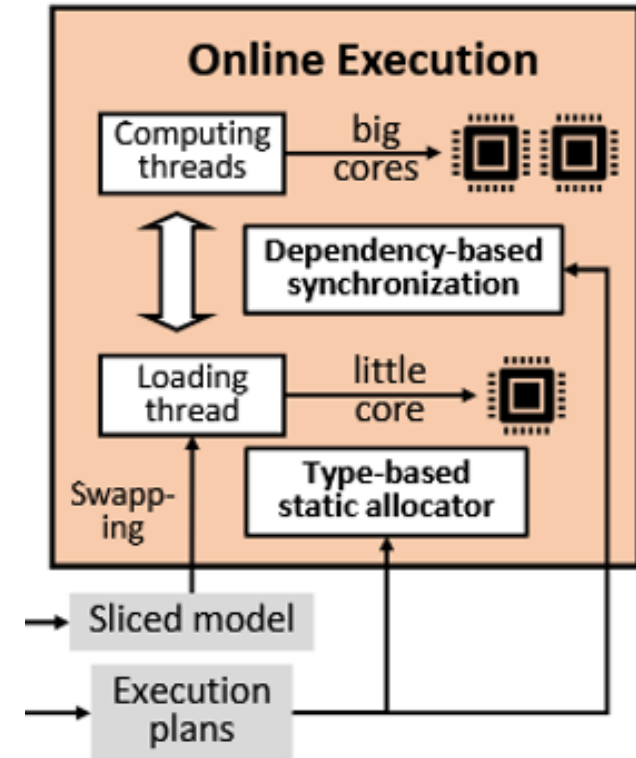 Online Execution
Computing
threads
big
cores
Dependency-based
synchronization
Loading
thread
little
core
Type-based
static allocator
Swapp-
ing
Sliced model
Execution
plans